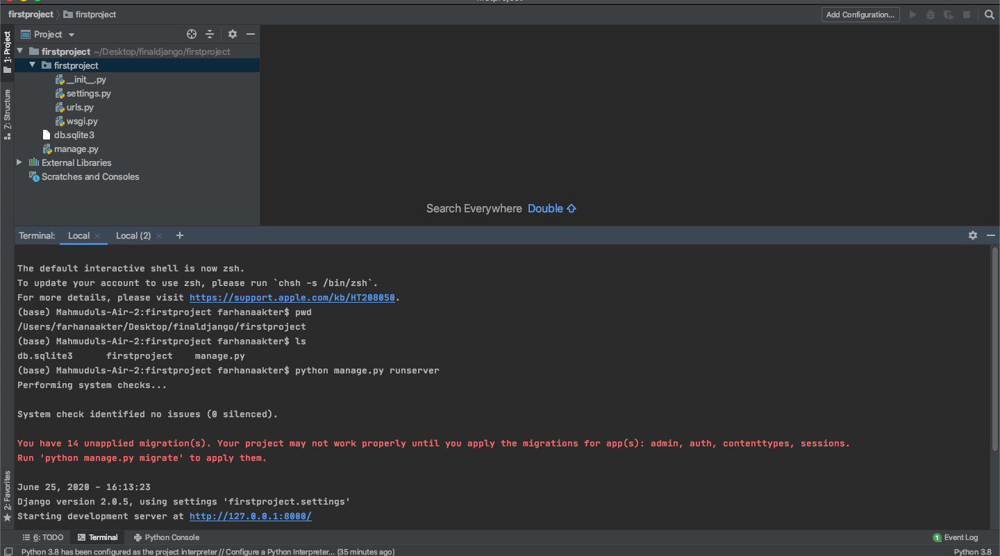 firstproject
firstproject firstproject
Add Configuration...
1: Project
Project
firstproject ~/Desktop/finaldjango/firstproject
firstproject
__init__.py
settings.py
urls.py
wsgi.py
db.sqlite3
manage.py
External Libraries
Scratches and Consoles
Z: Structure
Search Everywhere Double
Terminal: Local Local (2) +
The default interactive shell is now zsh.
To update your account to use zsh, please run `chsh -s /bin/zsh`.
For more details, please visit https://support.apple.com/kb/HT208050.
(base) Mahmuduls-Air-2:firstproject farhanaakter$ pwd
/Users/farhanaakter/Desktop/finaldjango/firstproject
(base) Mahmuduls-Air-2:firstproject farhanaakter$ ls
db.sqlite3 firstproject manage.py
(base) Mahmuduls-Air-2:firstproject farhanaakter$ python manage.py runserver
Performing system checks...
System check identified no issues (0 silenced).
You have 14 unapplied migration(s). Your project may not work properly until you apply the migrations for app(s): admin, auth, contenttypes, sessions.
Run 'python manage.py migrate' to apply them.
June 25, 2020 - 16:13:23
Django version 2.0.5, using settings 'firstproject.settings'
Starting development server at http://127.0.0.1:8000/
2: Favorites
6: TODO Terminal Python Console
1 Event Log
Python 3.8 has been configured as the project interpreter // Configure a Python Interpreter... (35 minutes ago)
Python 3.8